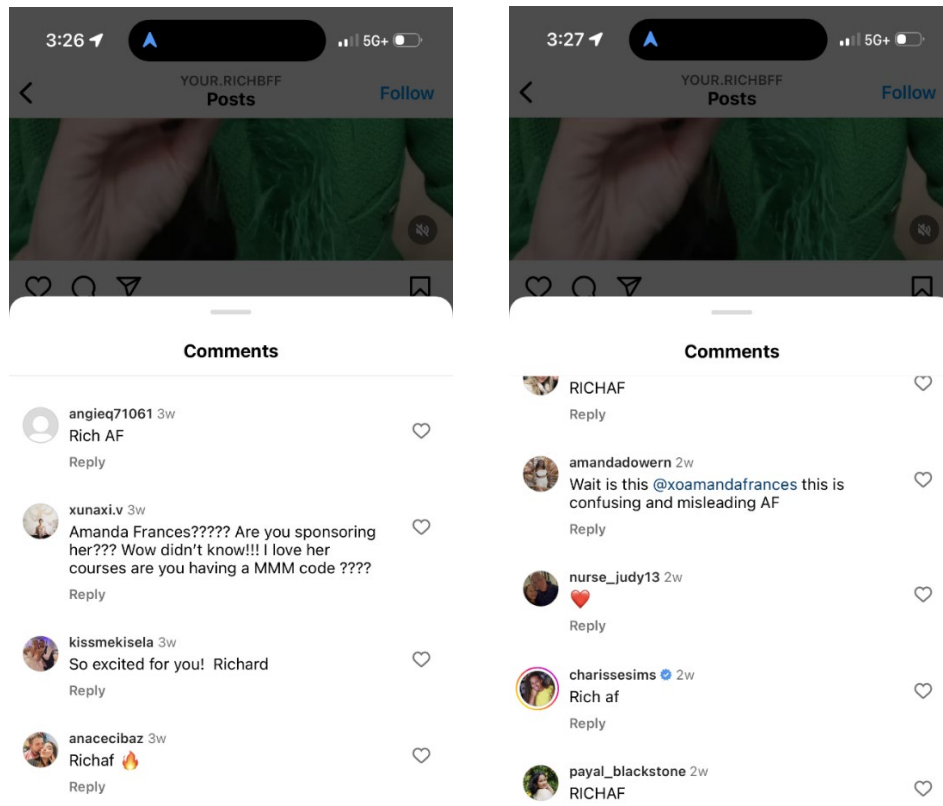 3:26
5G+
YOUR.RICHBFF
Posts
Follow
Comments
angieq71061 3w
Rich AF
Reply
xunaxi.v 3w
Amanda Frances????? Are you sponsoring
her??? Wow didn't know!!! I love her
courses are you having a MMM code ????
Reply
kissmekisela 3w
So excited for you! Richard
Reply
anacecibaz 3w
Richaf 🔥
Reply
3:27
5G+
YOUR.RICHBFF
Posts
Follow
Comments
RICHAF
Reply
amandadowern 2w
Wait is this @xoamandafrances this is
confusing and misleading AF
Reply
nurse_judy13 2w
❤️
Reply
charissesims 2w
Rich af
Reply
payal_blackstone 2w
RICHAF